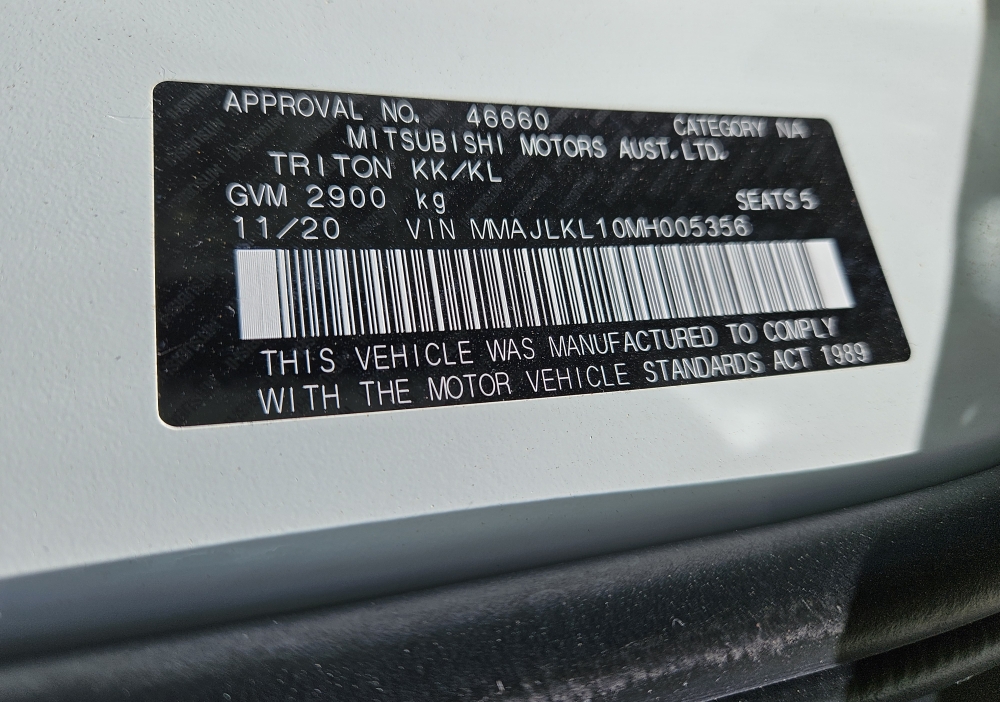 APPROVAL NO. 46660 CATEGORY NA
MITSUBISHI MOTORS AUST. LTD.
TRITON KK/KL
GVM 2900 kg SEATS 5
11/20 VIN MMAJLKL10MH005356
THIS VEHICLE WAS MANUFACTURED TO COMPLY
WITH THE MOTOR VEHICLE STANDARDS ACT 1989